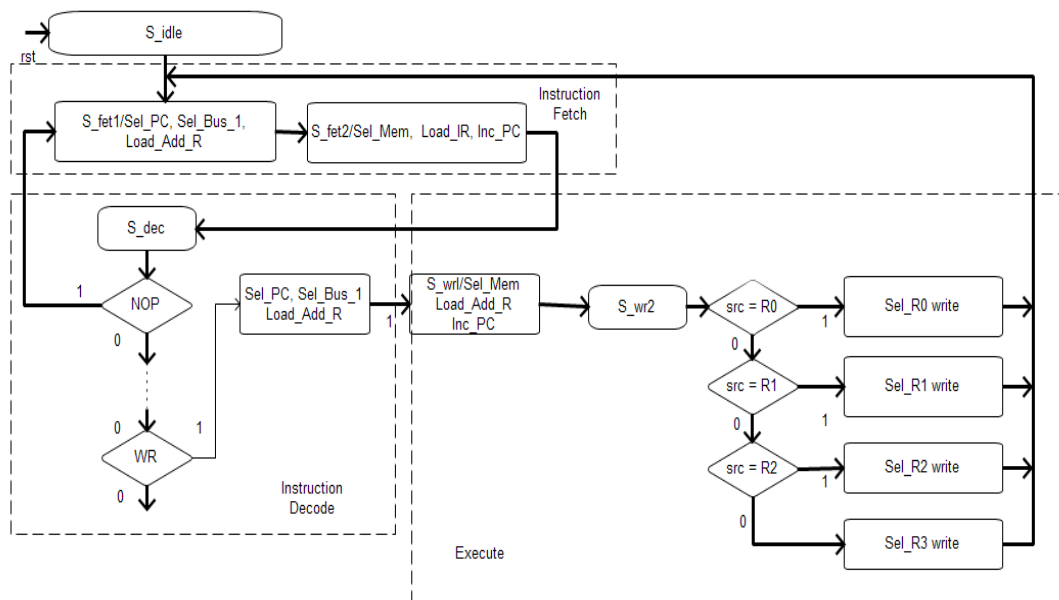 S_idle
rst
Instruction
Fetch
S_fet1/Sel_PC, Sel_Bus_1,
Load_Add_R
S_fet2/Sel_Mem, Load_IR, Inc_PC
S_dec
1
NOP
0
Sel_PC, Sel_Bus_1
Load_Add_R
1
0
1
WR
0
Instruction
Decode
S_wrl/Sel_Mem
Load_Add_R
Inc_PC
S_wr2
src = R0
1
Sel_R0 write
0
src = R1
1
Sel_R1 write
0
src = R2
1
Sel_R2 write
0
Sel_R3 write
Execute